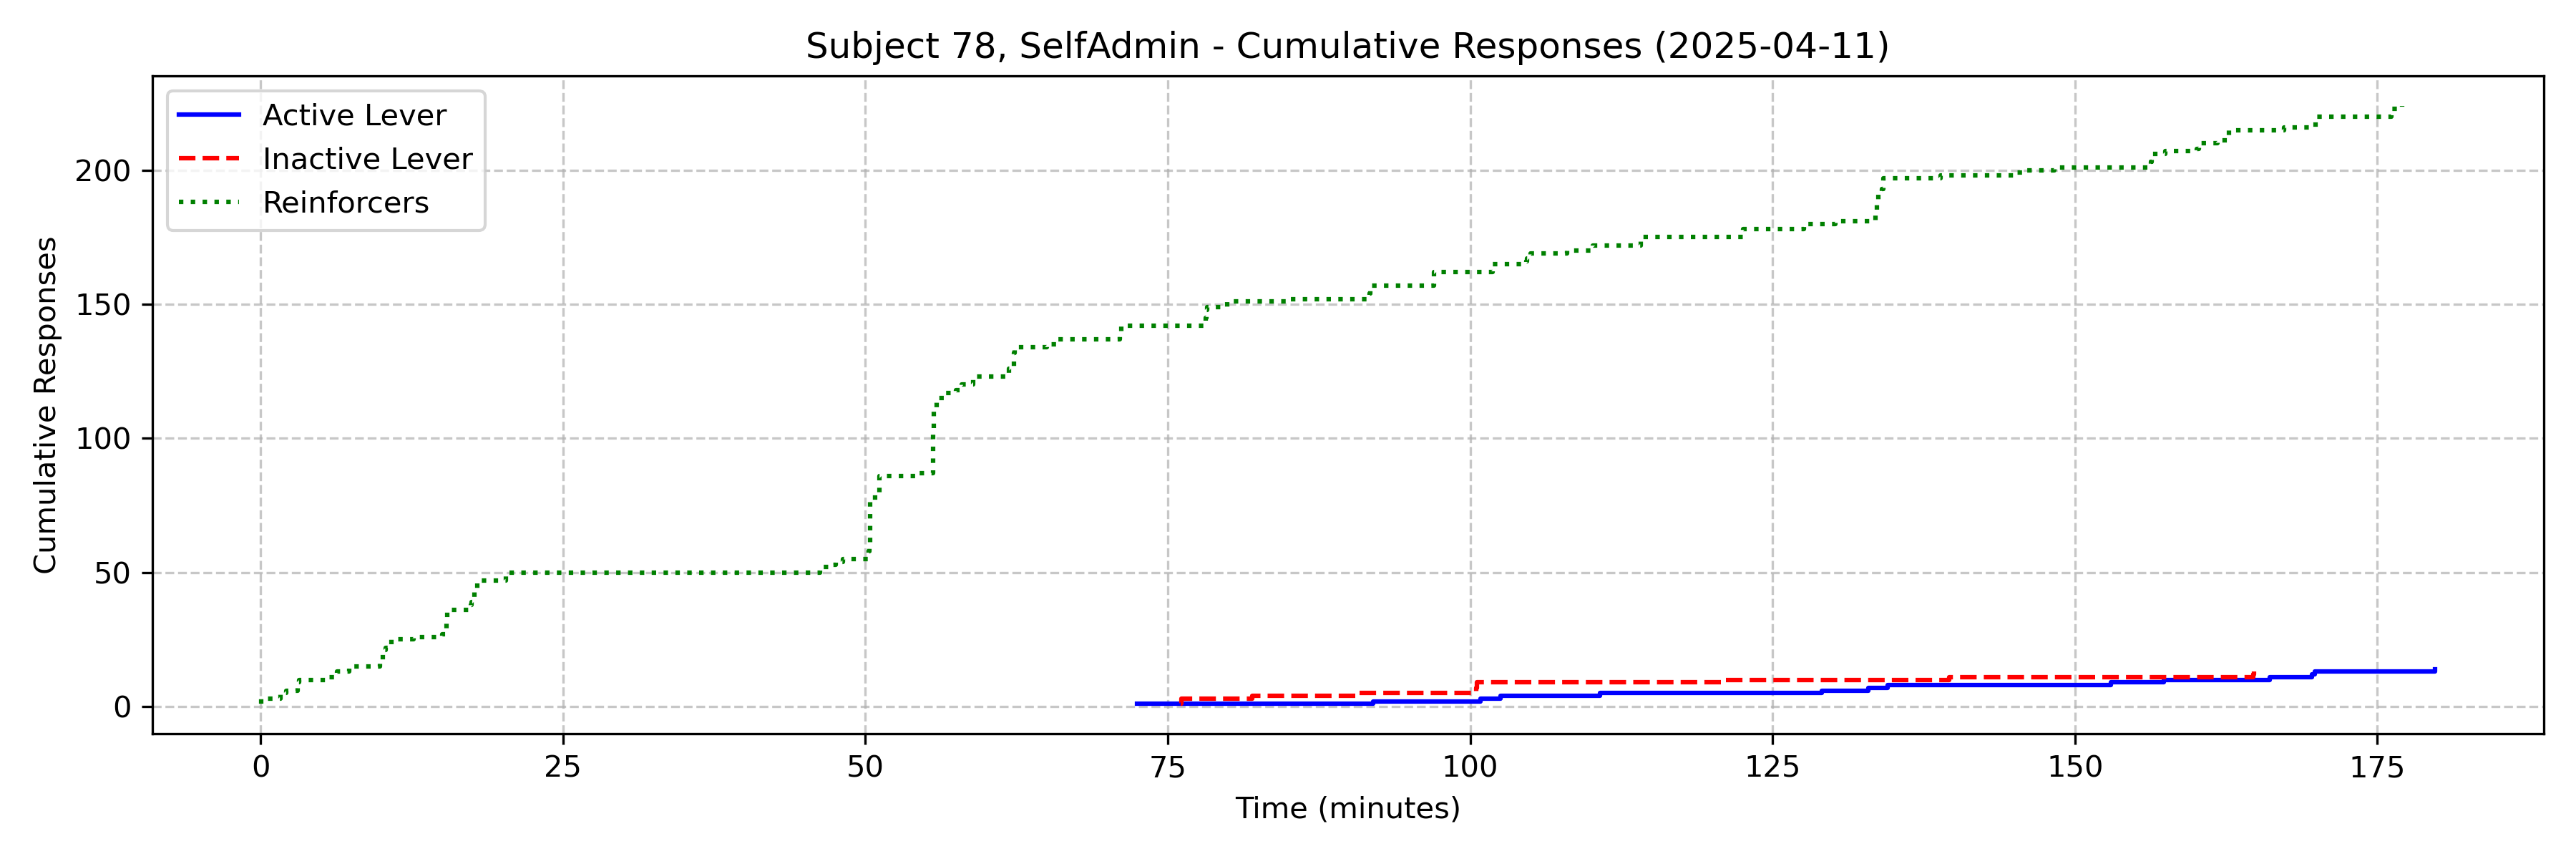 Subject 78, SelfAdmin - Cumulative Responses (2025-04-11)
Active Lever
Inactive Lever
Reinforcers
Cumulative Responses
200
150
100
50
0
0 25 50 75 100 125 150 175
Time (minutes)